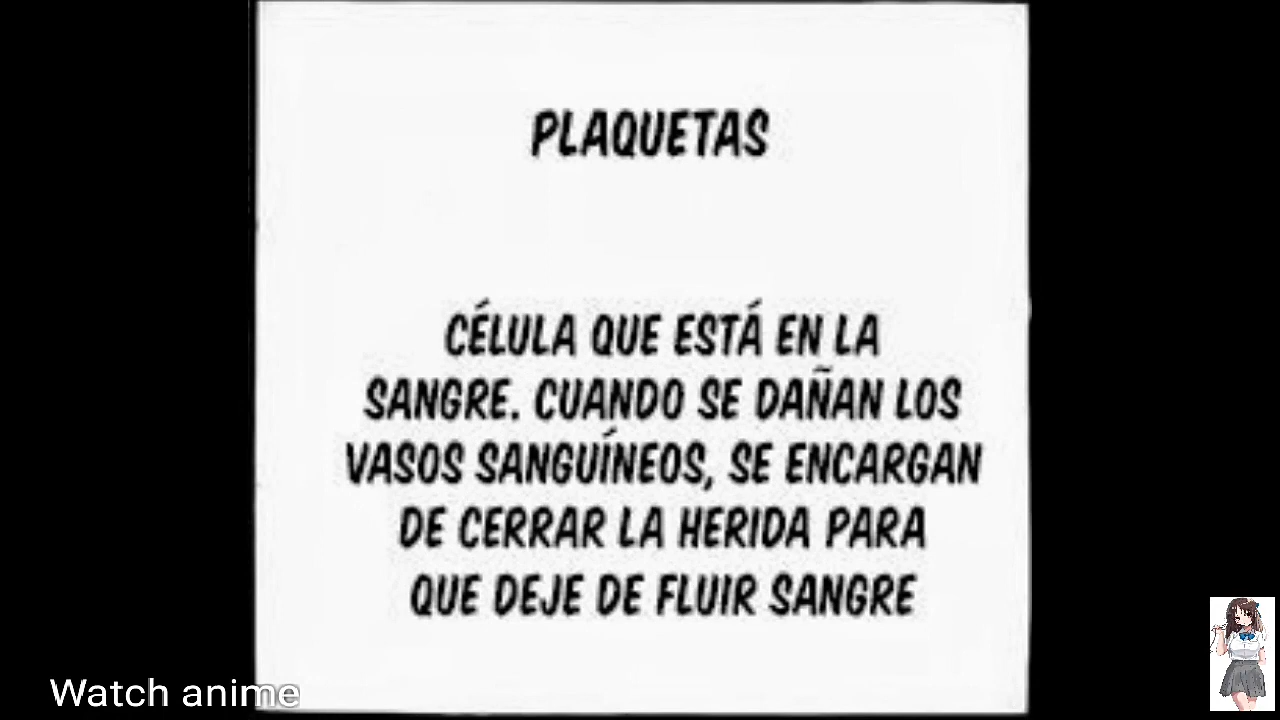 PLAQUETAS
CÉLULA QUE ESTÁ EN LA
SANGRE. CUANDO SE DAÑAN LOS
VASOS SANGUÍNEOS, SE ENCARGAN
DE CERRAR LA HERIDA PARA
QUE DEJE DE FLUIR SANGRE
Watch anime